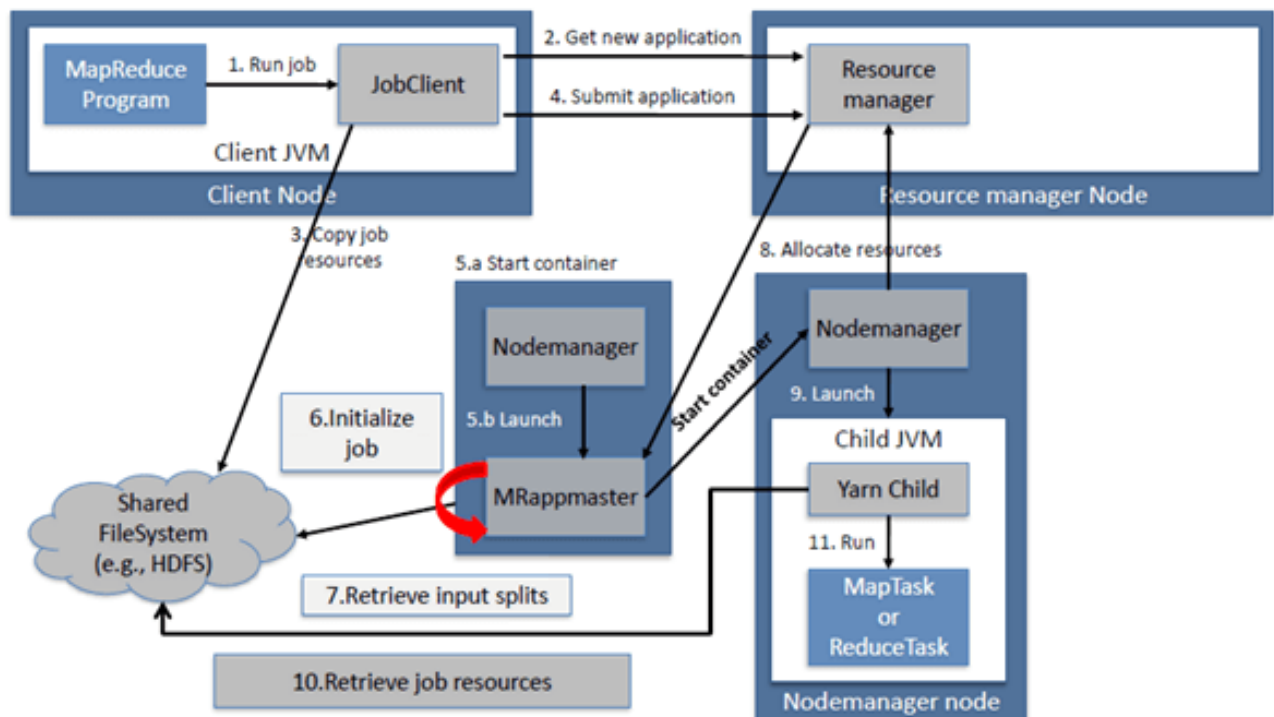 MapReduce
Program
1. Run job
JobClient
Client JVM
Client Node
2. Get new application
4. Submit application
Resource
manager
Resource manager Node
3. Copy job
resources
5.a Start container
8. Allocate resources
Nodemanager
5.b Launch
MRappmaster
Start container
Nodemanager
9. Launch
Child JVM
Yarn Child
11. Run
MapTask
or
ReduceTask
Nodemanager node
6.Initialize
job
Shared
FileSystem
(e.g., HDFS)
7.Retrieve input splits
10.Retrieve job resources